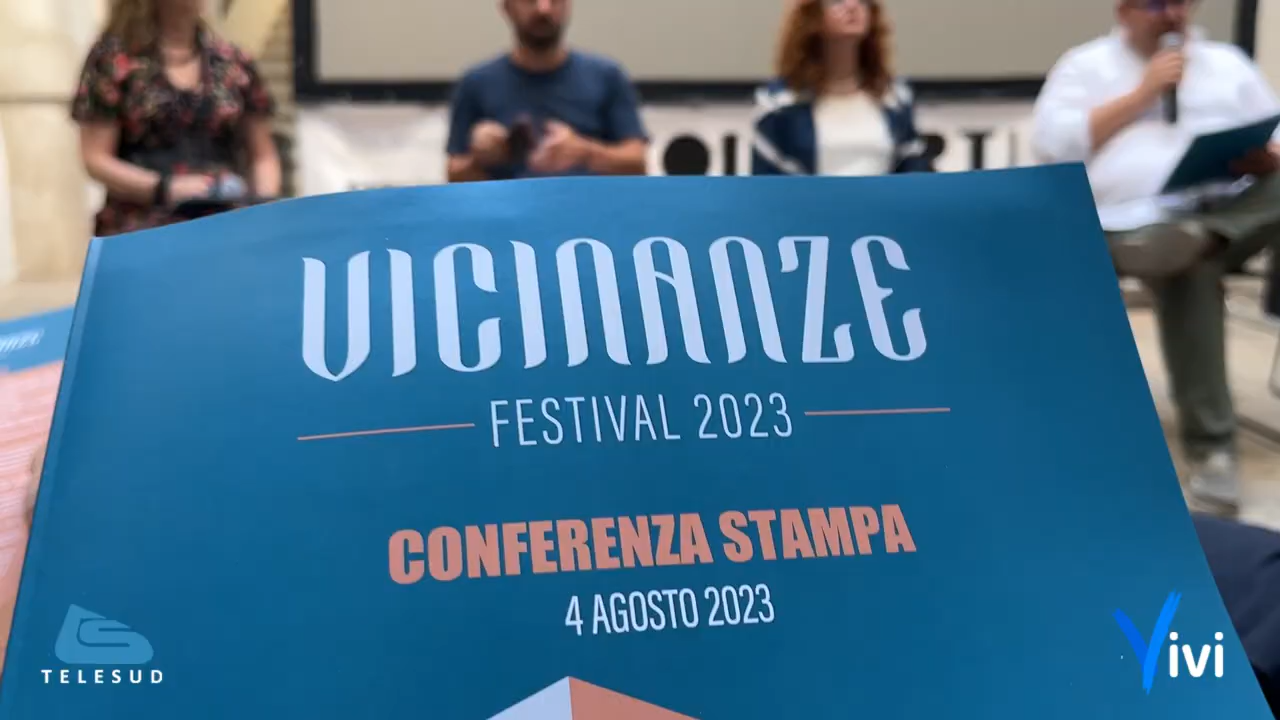 VICINANZE
FESTIVAL 2023
CONFERENZA STAMPA
4 AGOSTO 2023
TELESUD
Vivi